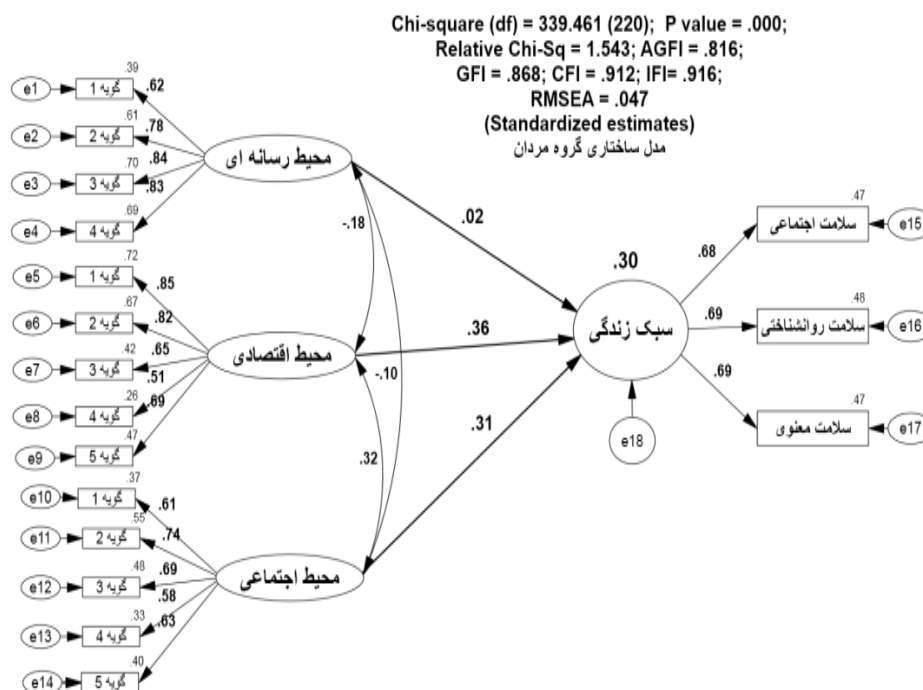 Chi-square (df) = 339.461 (220); P value = .000;
Relative Chi-Sq = 1.543; AGFI = .816;
GFI = .868; CFI = .912; IFI= .916;
RMSEA = .047
(Standardized estimates)
مدل ساختاری گروه مردان
.39
e1 گویه 1 .62
.61
e2 گویه 2 .78
.70
e3 گویه 3 .84
.83
.69
e4 گویه 4
محیط رسانه ای
.72
e5 گویه 1 .85
.67
e6 گویه 2 .82
.42
e7 گویه 3 .65
.51
.26
e8 گویه 4 .69
.47
e9 گویه 5
محیط اقتصادی
.37
e10 گویه 1 .61
.55
e11 گویه 2 .74
.48
e12 گویه 3 .69
.58
.33
e13 گویه 4 .63
.40
e14 گویه 5
محیط اجتماعی
-.18
-.10
.32
.02
.36
.31
.30
سبک زندگی
e18
.68
.69
.69
.47
سلامت اجتماعی e15
.48
سلامت روانشناختی e16
.47
سلامت معنوی e17